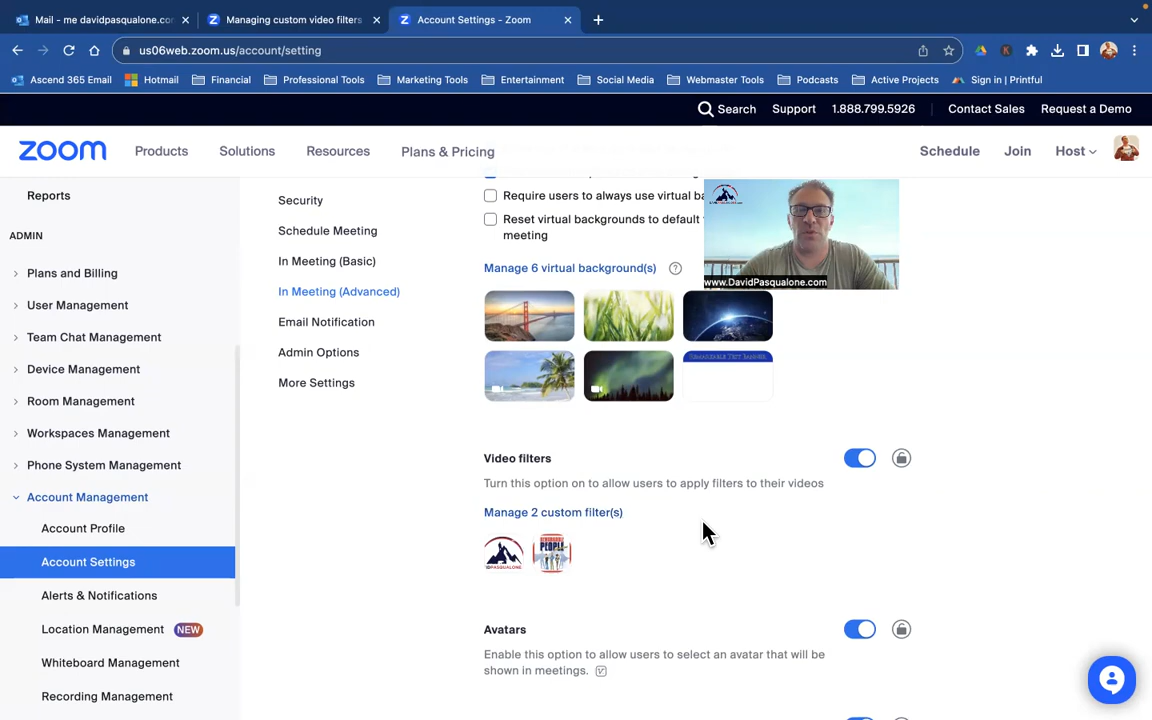 Mail - me davidpasqualone.cor
Managing custom video filters
Account Settings - Zoom
us06web.zoom.us/account/setting
Ascend 365 Email
Hotmail
Financial
Professional Tools
Marketing Tools
Entertainment
Social Media
Webmaster Tools
Podcasts
Active Projects
Sign in | Printful
Search
Support
1.888.799.5926
Contact Sales
Request a Demo
zoom
Products
Solutions
Resources
Plans & Pricing
Schedule
Join
Host
Reports
ADMIN
Plans and Billing
User Management
Team Chat Management
Device Management
Room Management
Workspaces Management
Phone System Management
Account Management
Account Profile
Account Settings
Alerts & Notifications
Location Management NEW
Whiteboard Management
Recording Management
Security
Schedule Meeting
In Meeting (Basic)
In Meeting (Advanced)
Email Notification
Admin Options
More Settings
Require users to always use virtual ba
Reset virtual backgrounds to default
meeting
www.DavidPasqualone.com
Manage 6 virtual background(s)
Video filters
Turn this option on to allow users to apply filters to their videos
Manage 2 custom filter(s)
PEOPLE
Avatars
Enable this option to allow users to select an avatar that will be
shown in meetings.